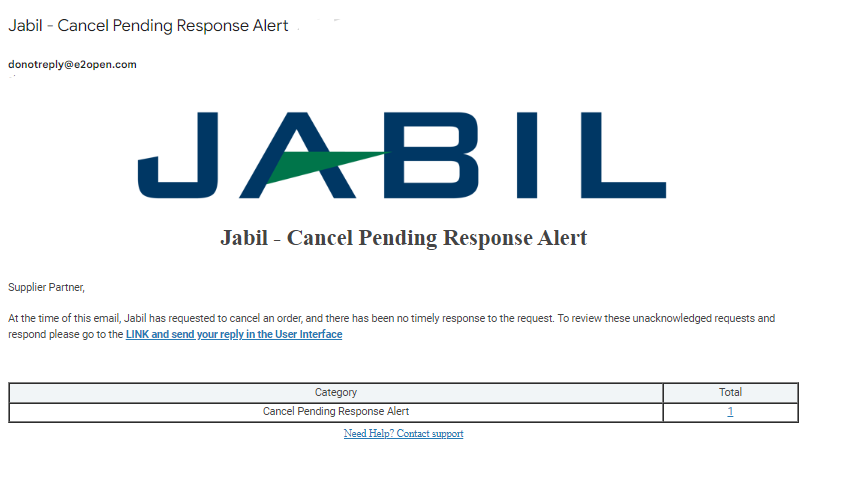 Jabil - Cancel Pending Response Alert
donotreply@e2open.com
JABIL
Jabil - Cancel Pending Response Alert
Supplier Partner,
At the time of this email, Jabil has requested to cancel an order, and there has been no timely response to the request. To review these unacknowledged requests and
respond please go to the LINK and send your reply in the User Interface
Category Total
Cancel Pending Response Alert 1
Need Help? Contact support